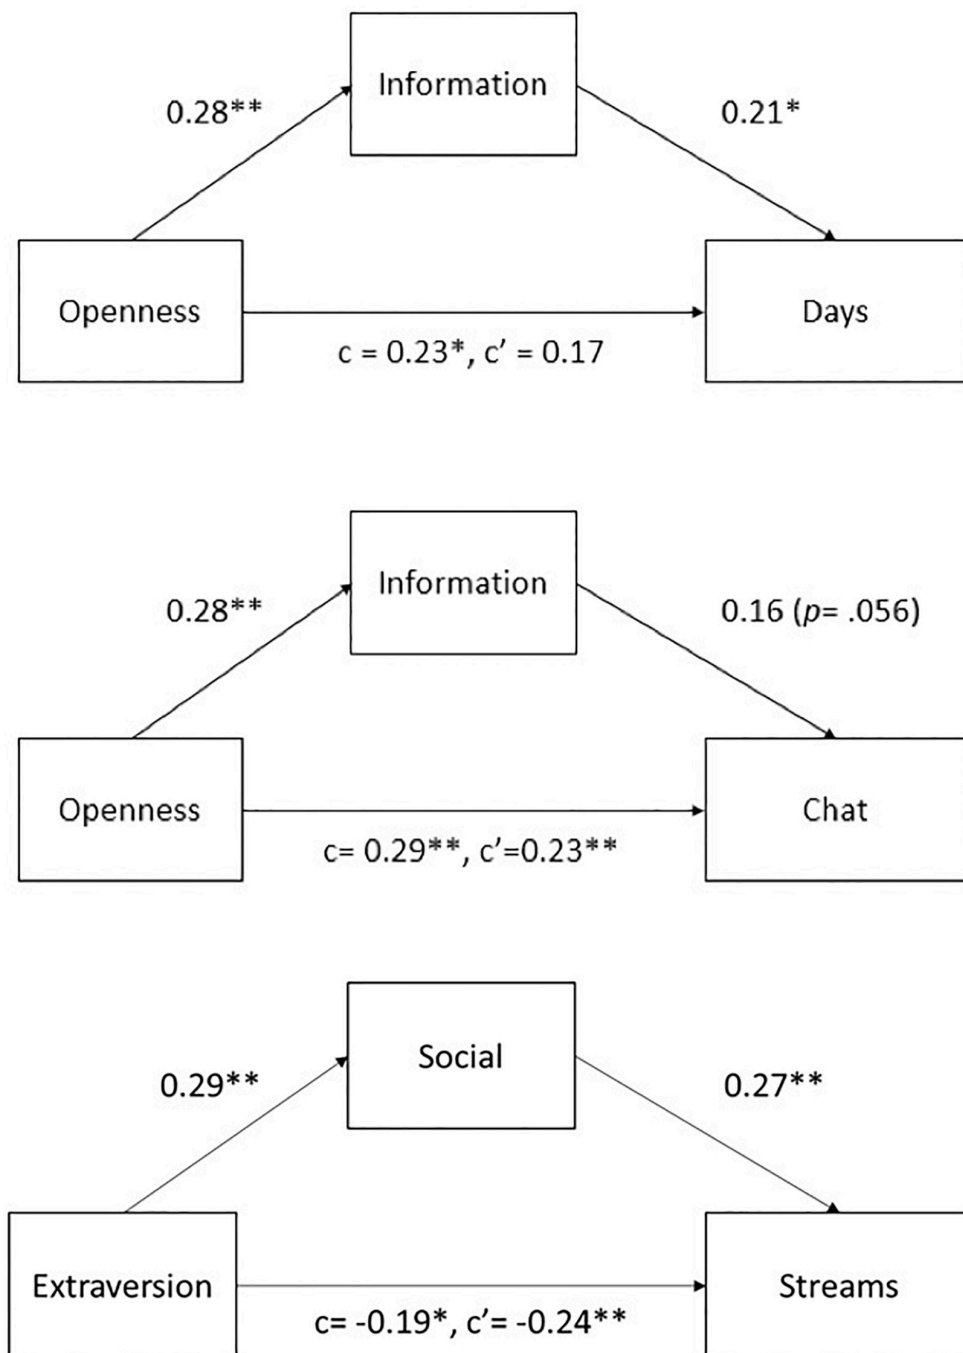 Information
0.28**
0.21*
Openness
Days
c = 0.23*, c’ = 0.17
Information
0.28**
0.16 (p= .056)
Openness
Chat
c= 0.29**, c’=0.23**
Social
0.29**
0.27**
Extraversion
Streams
c= -0.19*, c’= -0.24**